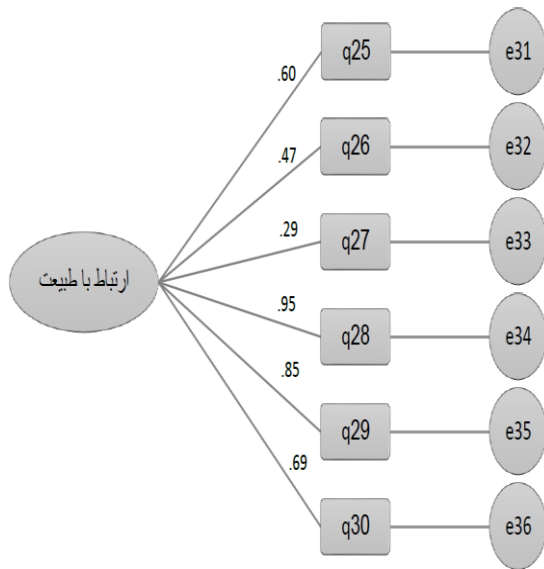 q25
e31
.60
q26
e32
.47
q27
e33
.29
ارتباط با طبیعت
.95
q28
e34
.85
q29
e35
.69
q30
e36